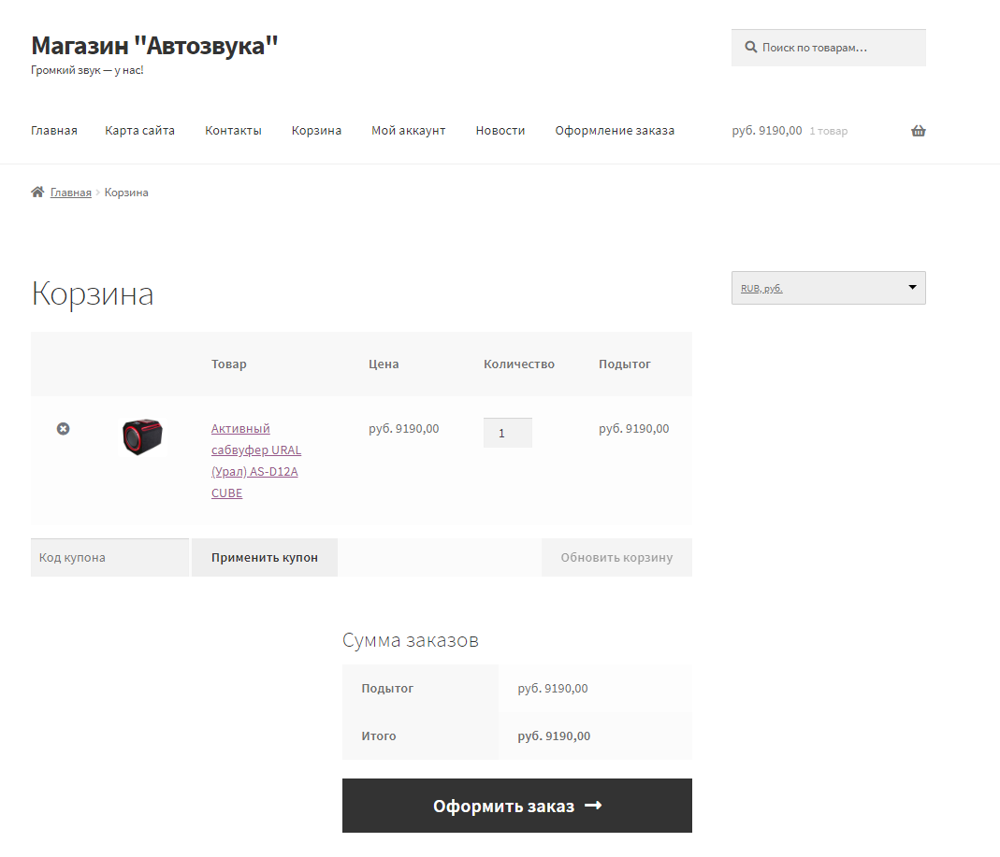 Магазин "Автозвука"
Громкий звук — у нас!
Поиск по товарам…
Главная Карта сайта Контакты Корзина Мой аккаунт Новости Оформление заказа руб. 9190,00 1 товар
Главная Корзина
Корзина
RUB, руб.
Товар Цена Количество Подытог
Активный руб. 9190,00 1 руб. 9190,00
сабвуфер URAL
(Урал) AS-D12A
CUBE
Код купона Применить купон Обновить корзину
Сумма заказов
Подытог руб. 9190,00
Итого руб. 9190,00
Оформить заказ